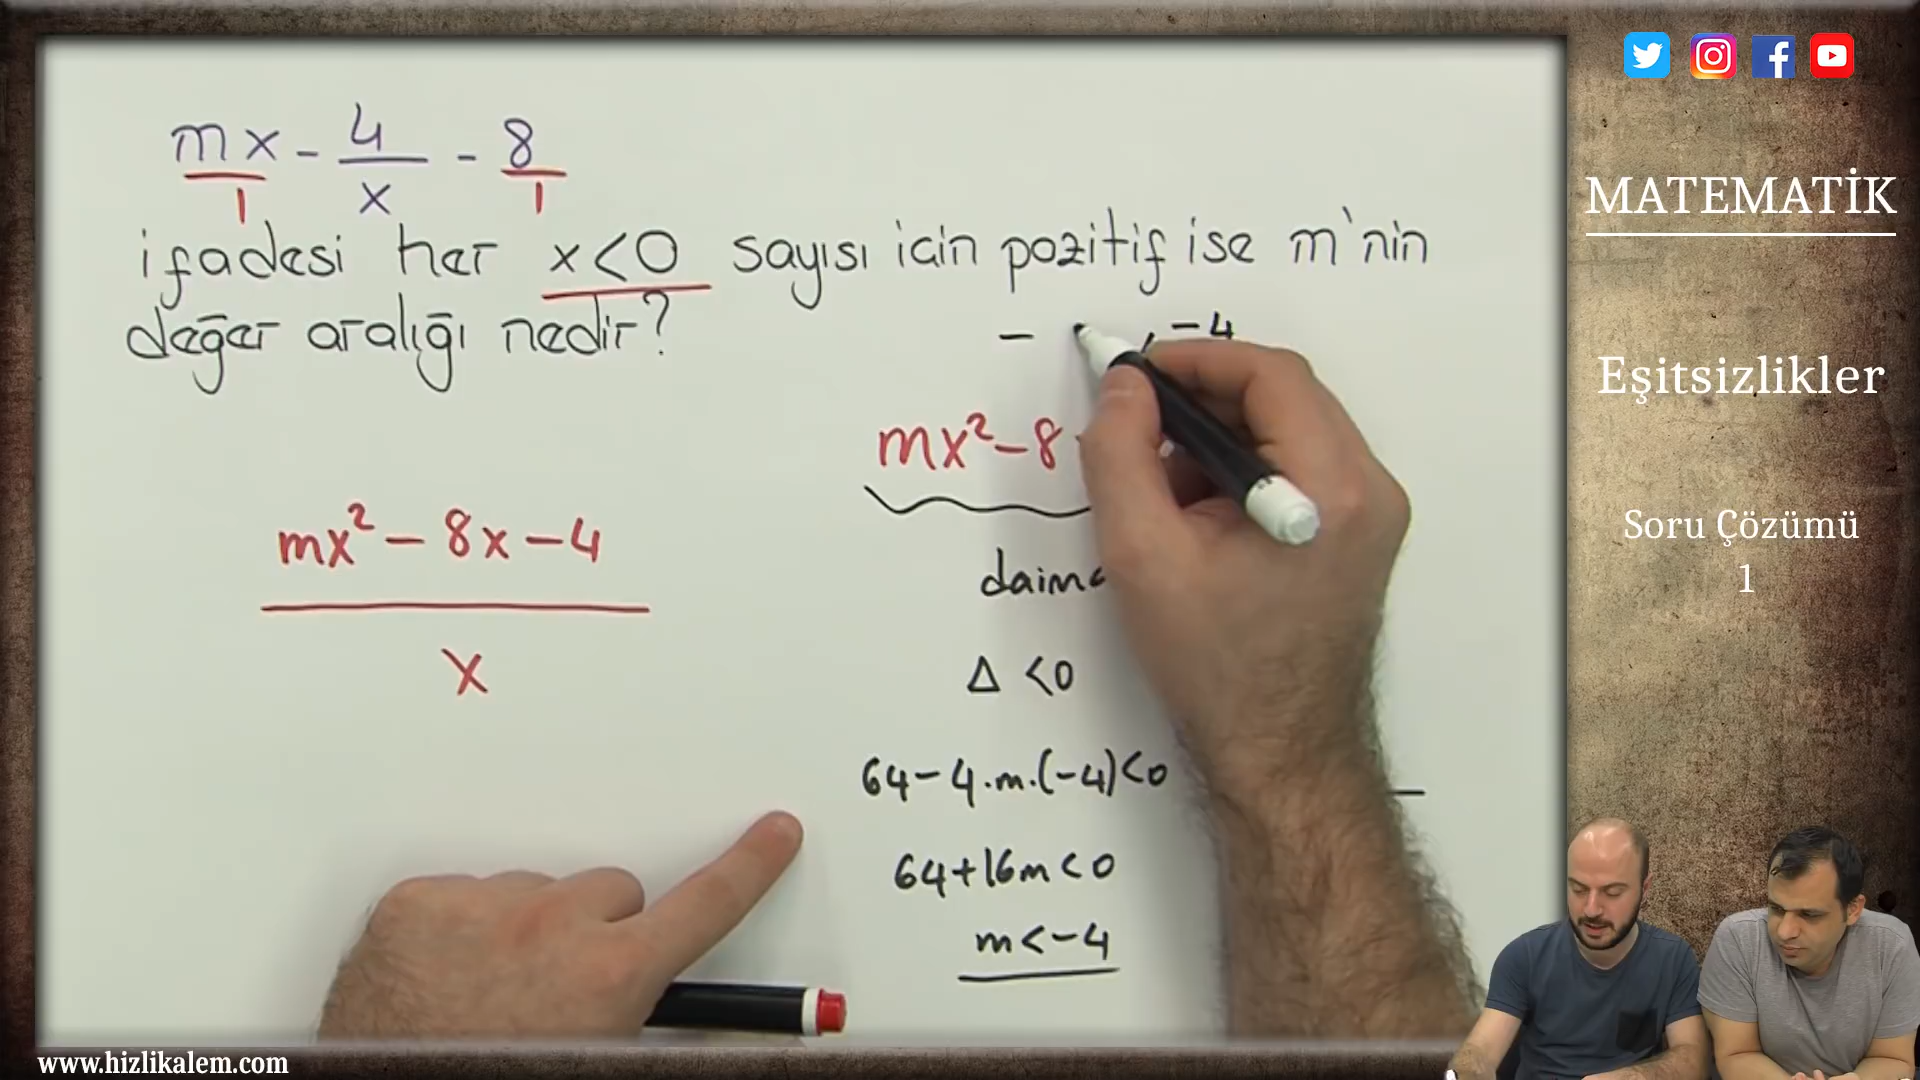 mx/1 - 4/x - 8/1
ifadesi her x<0 sayısı için pozitif ise m'nin
değer aralığı nedir?
- , -4
mx² - 8x - 4
x
mx² - 8
Δ <0
64 - 4.m.(-4)<0
64+16m<0
m<-4
MATEMATİK
Eşitsizlikler
Soru Çözümü
1
www.hizlikalem.com